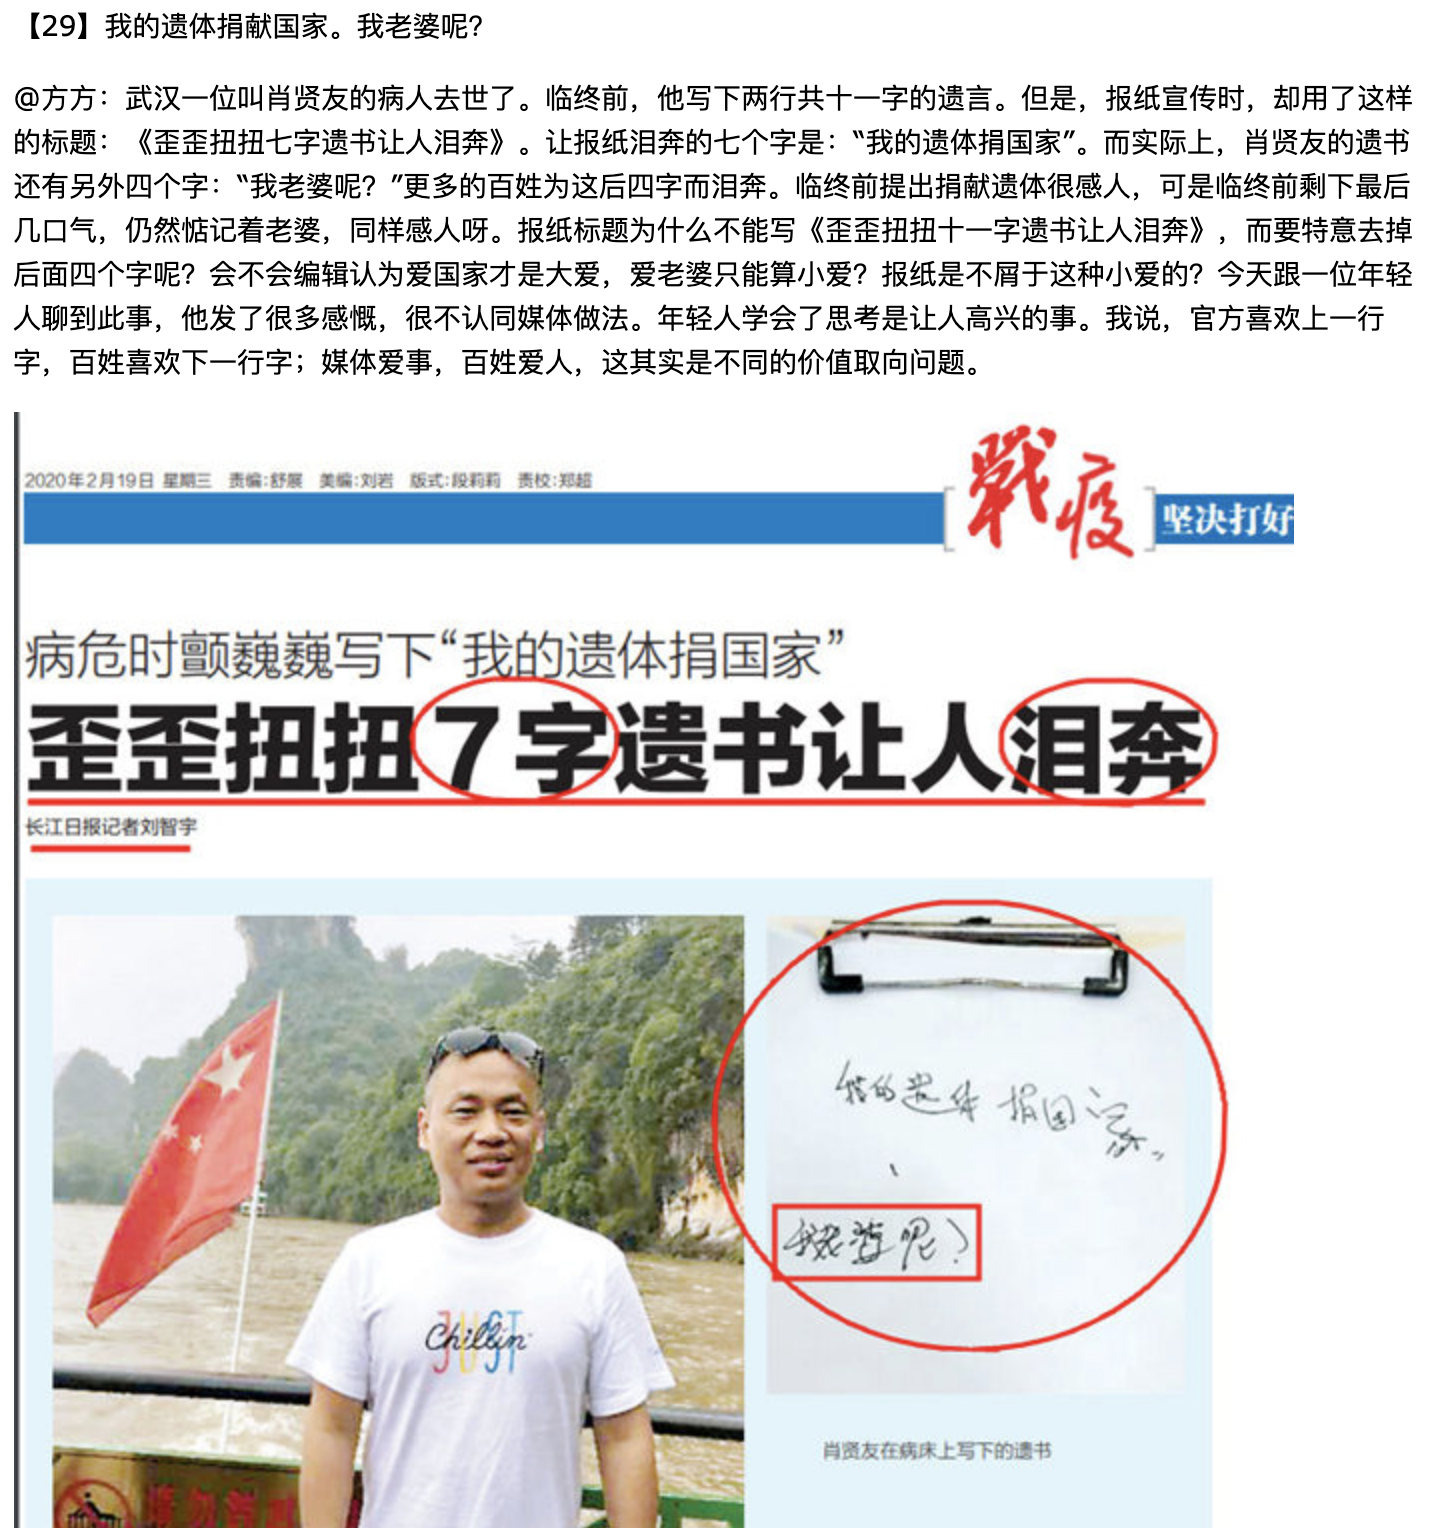 【29】我的遗体捐献国家。我老婆呢？
@方方：武汉一位叫肖贤友的病人去世了。临终前，他写下两行共十一字的遗言。但是，报纸宣传时，却用了这样
的标题：《歪歪扭扭七字遗书让人泪奔》。让报纸泪奔的七个字是：“我的遗体捐国家”。而实际上，肖贤友的遗书
还有另外四个字：“我老婆呢？”更多的百姓为这后四字而泪奔。临终前提出捐献遗体很感人，可是临终前剩下最后
几口气，仍然惦记着老婆，同样感人呀。报纸标题为什么不能写《歪歪扭扭十一字遗书让人泪奔》，而要特意去掉
后面四个字呢？会不会编辑认为爱国家才是大爱，爱老婆只能算小爱？报纸是不屑于这种小爱的？今天跟一位年轻
人聊到此事，他发了很多感慨，很不认同媒体做法。年轻人学会了思考是让人高兴的事。我说，官方喜欢上一行
字，百姓喜欢下一行字；媒体爱事，百姓爱人，这其实是不同的价值取向问题。
2020年2月19日 星期三 责编:舒展 美编:刘岩 版式:段莉莉 责校:郑超
戰疫
坚决打好
病危时颤巍巍写下“我的遗体捐国家”
歪歪扭扭7字遗书让人泪奔
长江日报记者刘智宇
我的遗体捐国家
我老婆呢？
JUST
Chillin'
肖贤友在病床上写下的遗书